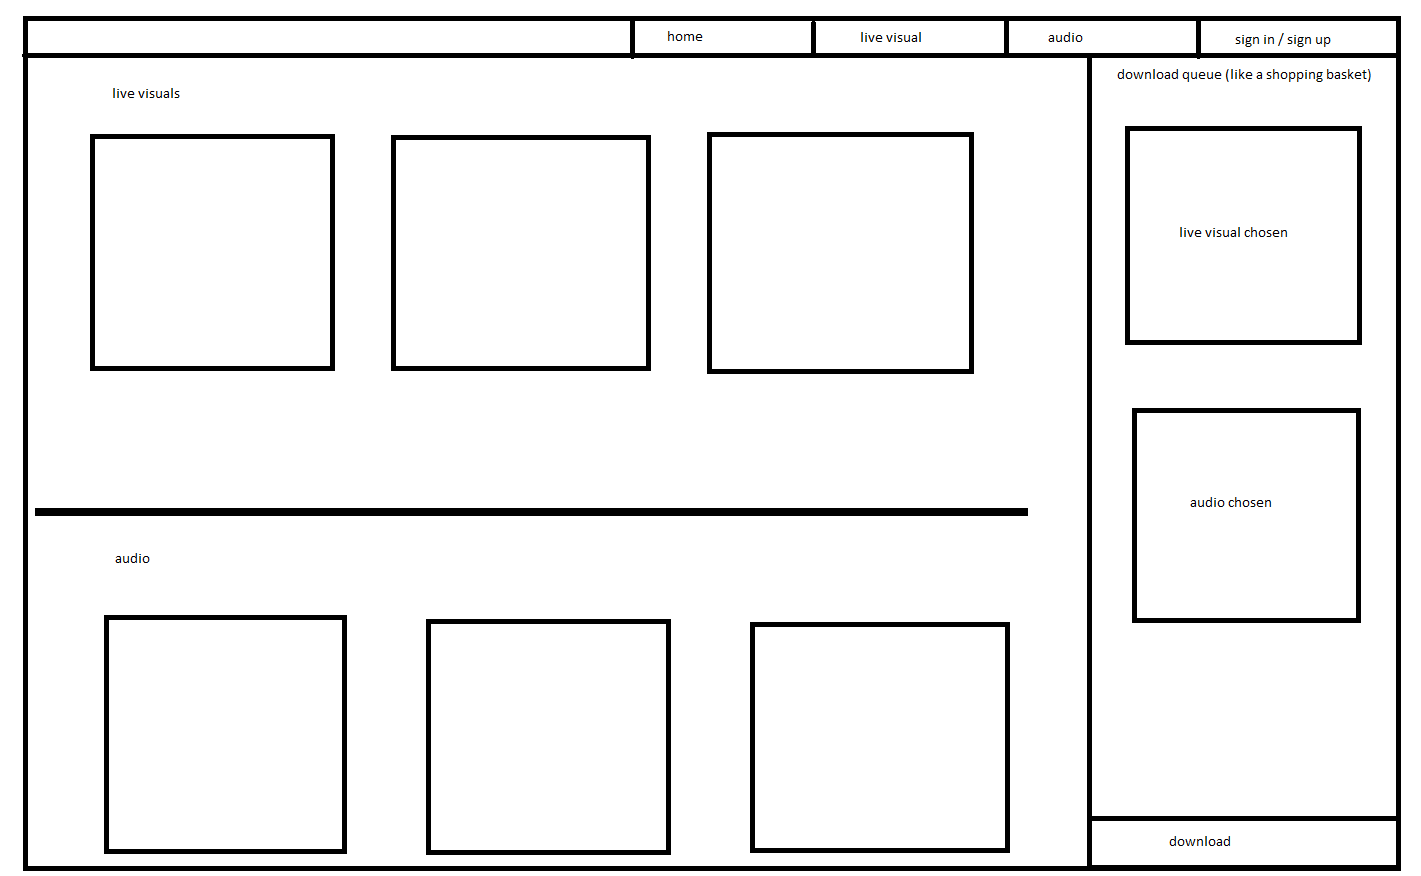 home
live visual
audio
sign in / sign up
live visuals
download queue (like a shopping basket)
live visual chosen
audio chosen
audio
download